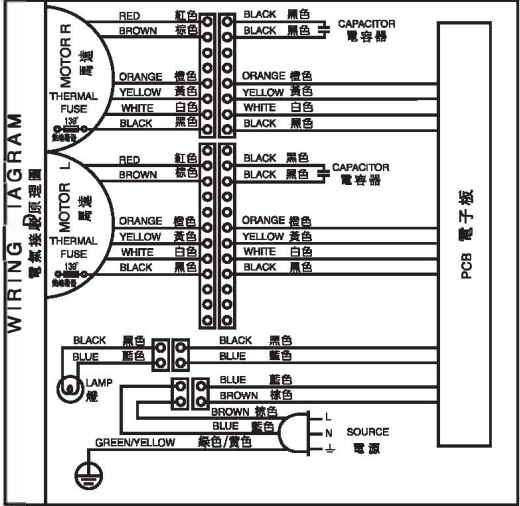 WIRING DIAGRAM
電氣接駁原理圖
MOTOR R
馬達
THERMAL
FUSE
139°
RED 紅色
BROWN 棕色
ORANGE 橙色
YELLOW 黃色
WHITE 白色
BLACK 黑色
BLACK 黑色
BLACK 黑色
CAPACITOR
電容器
ORANGE 橙色
YELLOW 黃色
WHITE 白色
BLACK 黑色
MOTOR L
馬達
THERMAL
FUSE
139°
RED 紅色
BROWN 棕色
ORANGE 橙色
YELLOW 黃色
WHITE 白色
BLACK 黑色
BLACK 黑色
BLACK 黑色
CAPACITOR
電容器
ORANGE 橙色
YELLOW 黃色
WHITE 白色
BLACK 黑色
PCB 電子板
BLACK 黑色
BLUE 藍色
BLACK 黑色
BLUE 藍色
LAMP
燈
BLUE 藍色
BROWN 棕色
BROWN 棕色
BLUE 藍色
GREEN/YELLOW 綠色/黃色
L
N
SOURCE
電源